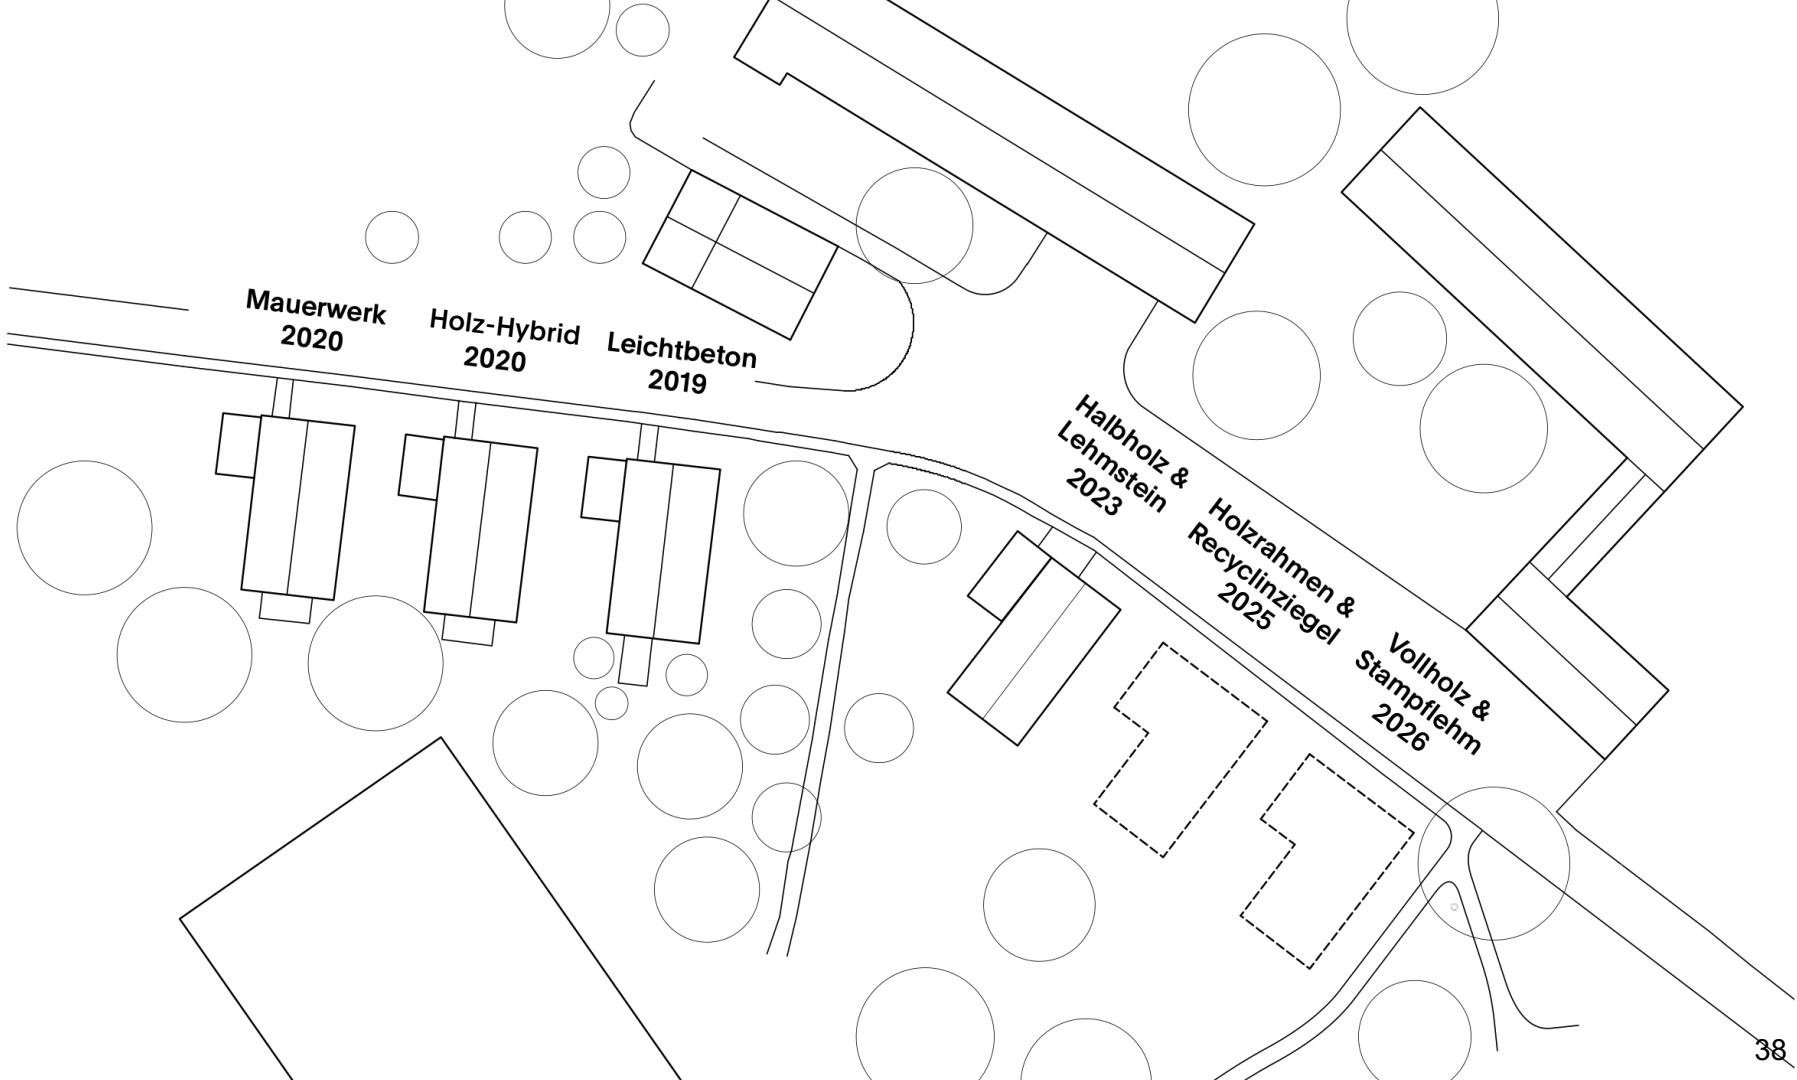 Mauerwerk
2020
Holz-Hybrid
2020
Leichtbeton
2019
Halbholz &
Lehmstein
2023
Holzrahmen &
Recyclinziegel
2025
Vollholz &
Stampflehm
2026
38